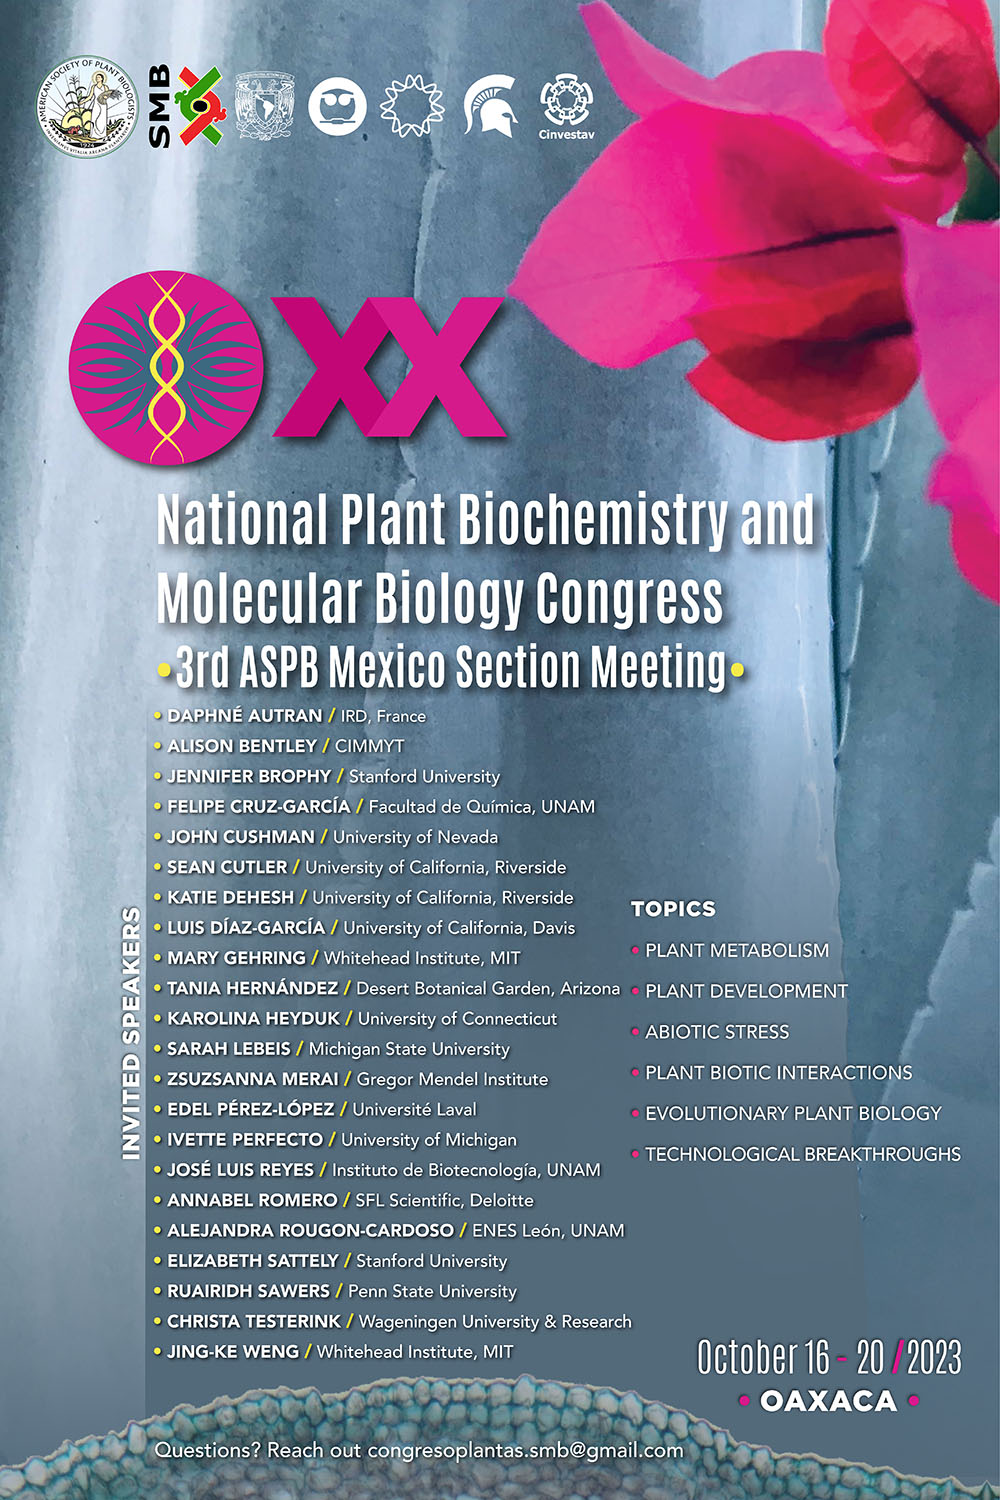 AMERICAN SOCIETY OF PLANT BIOLOGISTS
1924
SMB
Cinvestav
XX
National Plant Biochemistry and
Molecular Biology Congress
•3rd ASPB Mexico Section Meeting•
INVITED SPEAKERS
• DAPHNÉ AUTRAN / IRD, France
• ALISON BENTLEY / CIMMYT
• JENNIFER BROPHY / Stanford University
• FELIPE CRUZ-GARCÍA / Facultad de Química, UNAM
• JOHN CUSHMAN / University of Nevada
• SEAN CUTLER / University of California, Riverside
• KATIE DEHESH / University of California, Riverside
• LUIS DÍAZ-GARCÍA / University of California, Davis
• MARY GEHRING / Whitehead Institute, MIT
• TANIA HERNÁNDEZ / Desert Botanical Garden, Arizona
• KAROLINA HEYDUK / University of Connecticut
• SARAH LEBEIS / Michigan State University
• ZSUZSANNA MERAI / Gregor Mendel Institute
• EDEL PÉREZ-LÓPEZ / Université Laval
• IVETTE PERFECTO / University of Michigan
• JOSÉ LUIS REYES / Instituto de Biotecnología, UNAM
• ANNABEL ROMERO / SFL Scientific, Deloitte
• ALEJANDRA ROUGON-CARDOSO / ENES León, UNAM
• ELIZABETH SATTELY / Stanford University
• RUAIRIDH SAWERS / Penn State University
• CHRISTA TESTERINK / Wageningen University & Research
• JING-KE WENG / Whitehead Institute, MIT
TOPICS
• PLANT METABOLISM
• PLANT DEVELOPMENT
• ABIOTIC STRESS
• PLANT BIOTIC INTERACTIONS
• EVOLUTIONARY PLANT BIOLOGY
• TECHNOLOGICAL BREAKTHROUGHS
October 16 - 20 / 2023
• OAXACA •
Questions? Reach out congresoplantas.smb@gmail.com